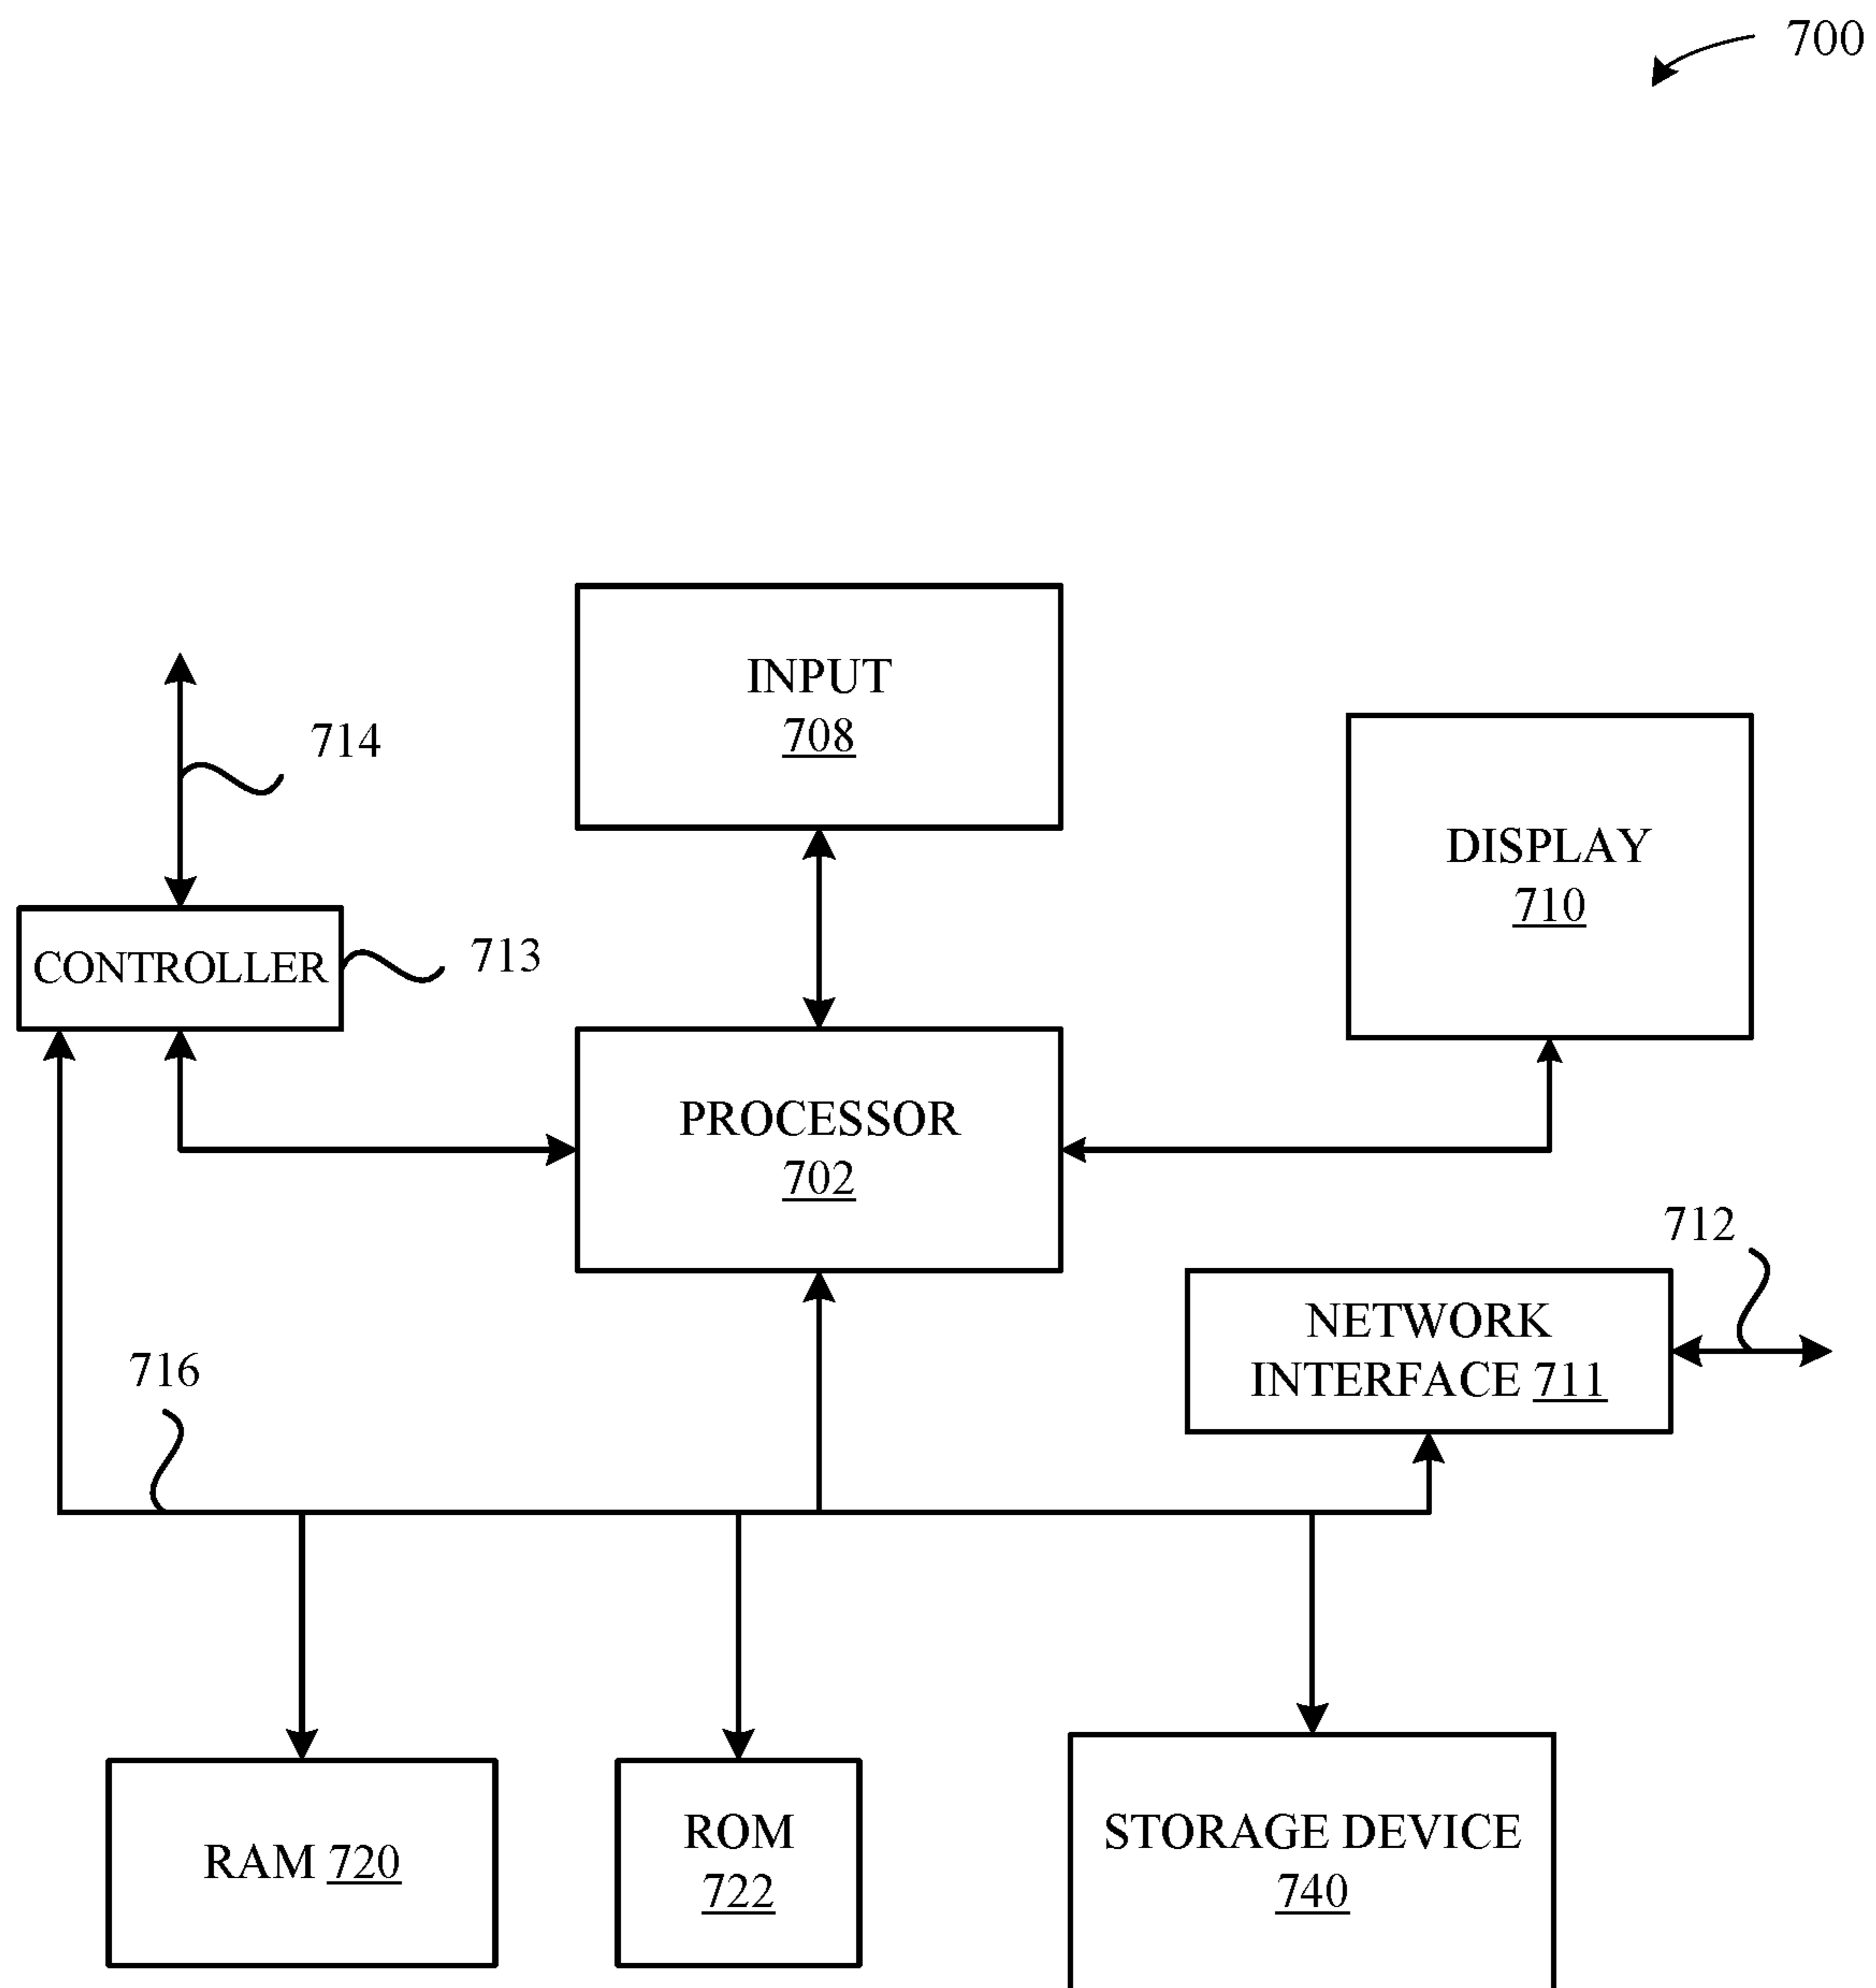 700
INPUT
708
714
DISPLAY
710
CONTROLLER
713
PROCESSOR
702
712
NETWORK
INTERFACE 711
716
RAM 720
ROM
722
STORAGE DEVICE
740